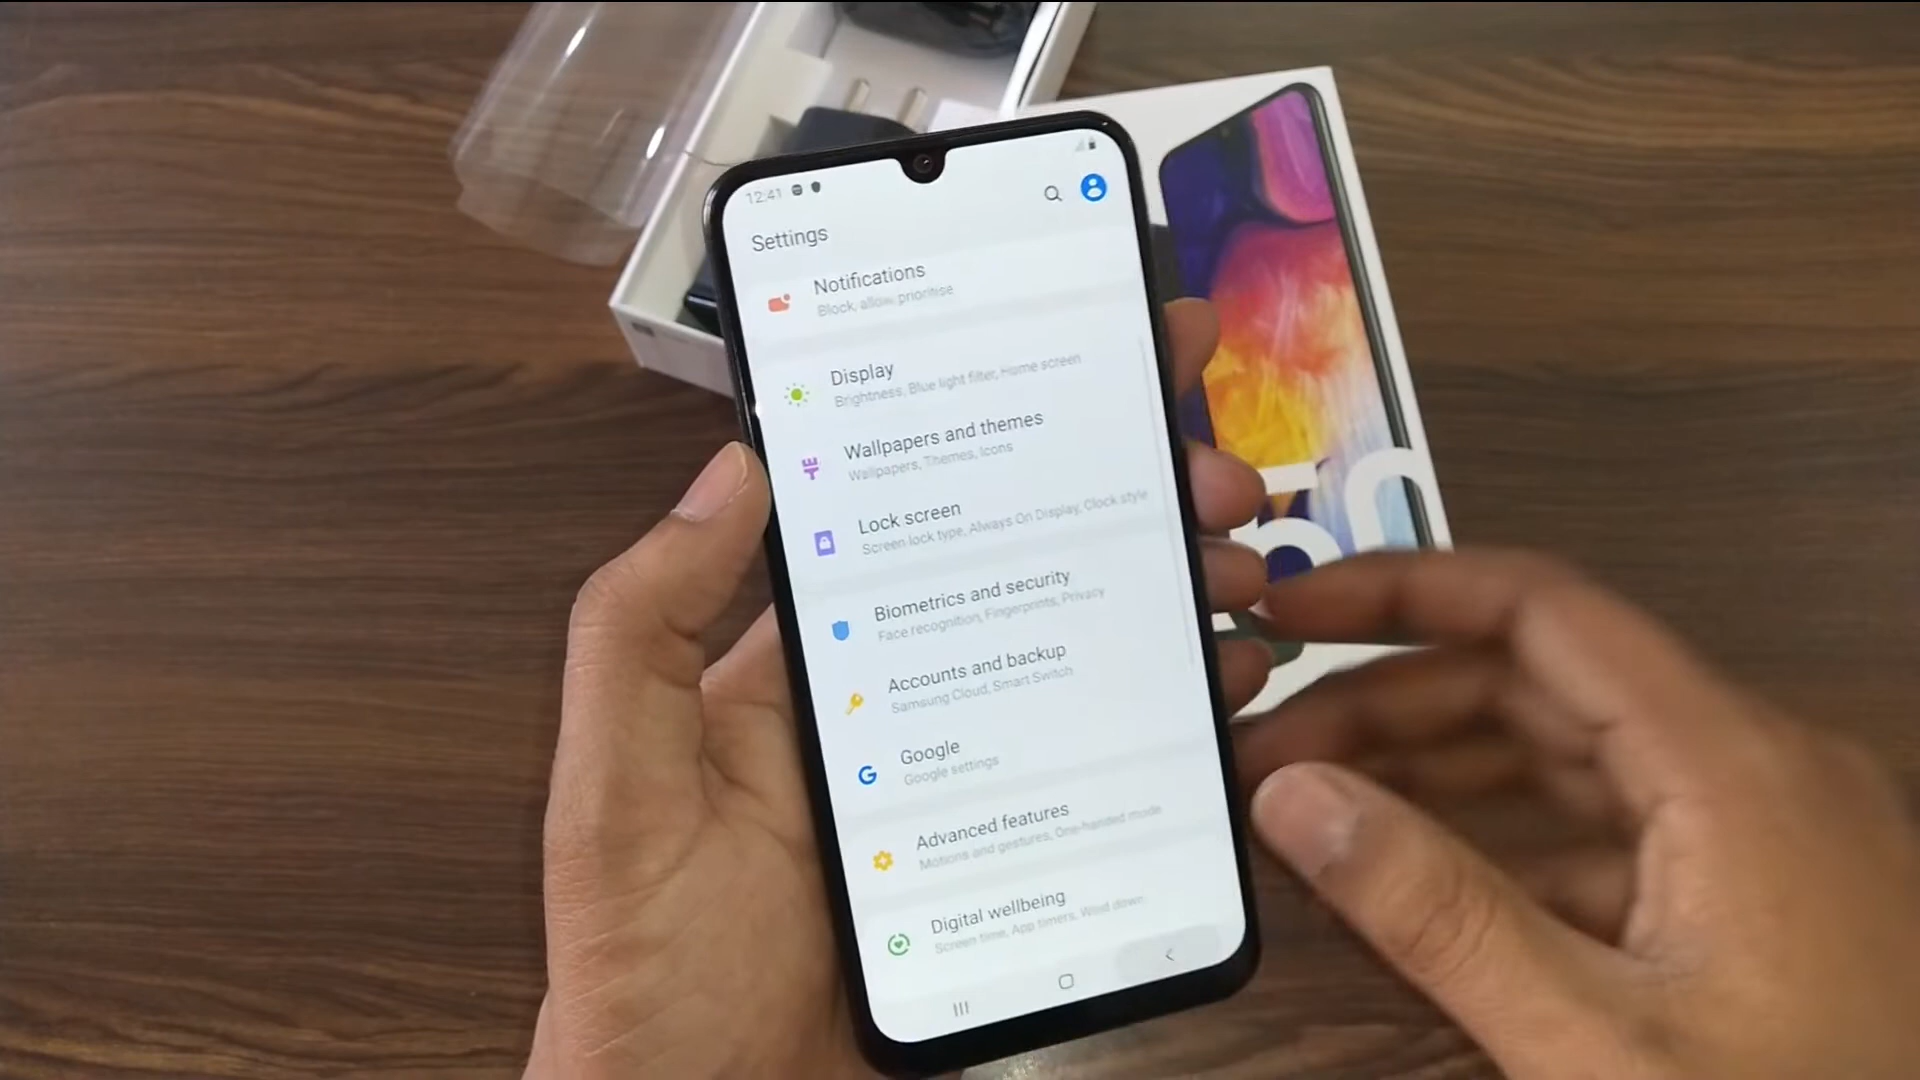 12:41
Settings
Notifications
Block, allow, prioritise
Display
Brightness, Blue light filter, Home screen
Wallpapers and themes
Wallpapers, Themes, Icons
Lock screen
Screen lock type, Always On Display, Clock style
Biometrics and security
Face recognition, Fingerprints, Privacy
Accounts and backup
Samsung Cloud, Smart Switch
Google
Google settings
Advanced features
Motions and gestures, One-handed mode
Digital wellbeing
Screen time, App timers, Wind down
50